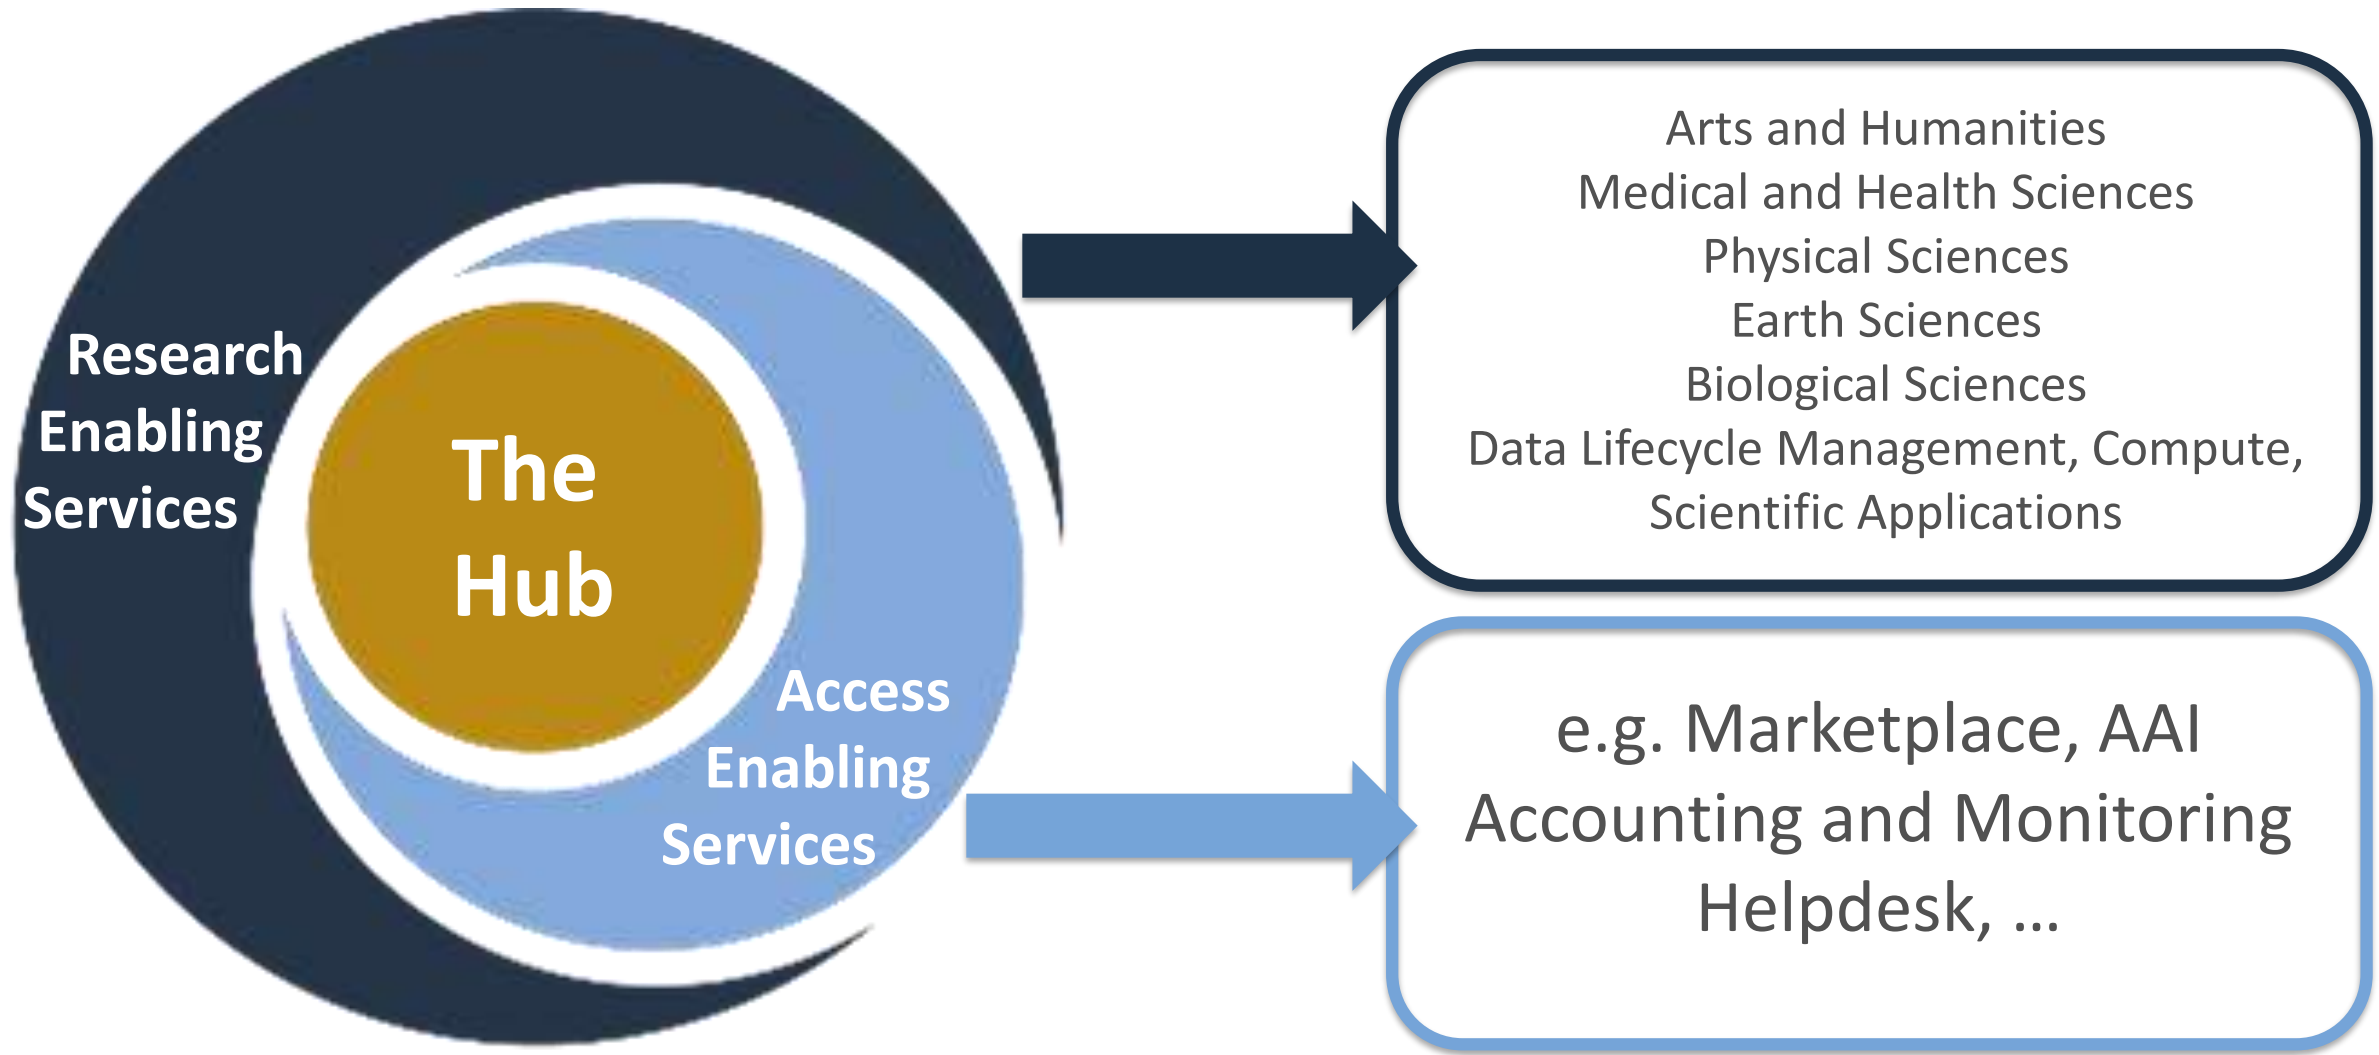 Research
Enabling
Services
The
Hub
Access
Enabling
Services
Arts and Humanities
Medical and Health Sciences
Physical Sciences
Earth Sciences
Biological Sciences
Data Lifecycle Management, Compute,
Scientific Applications
e.g. Marketplace, AAI
Accounting and Monitoring
Helpdesk, ...